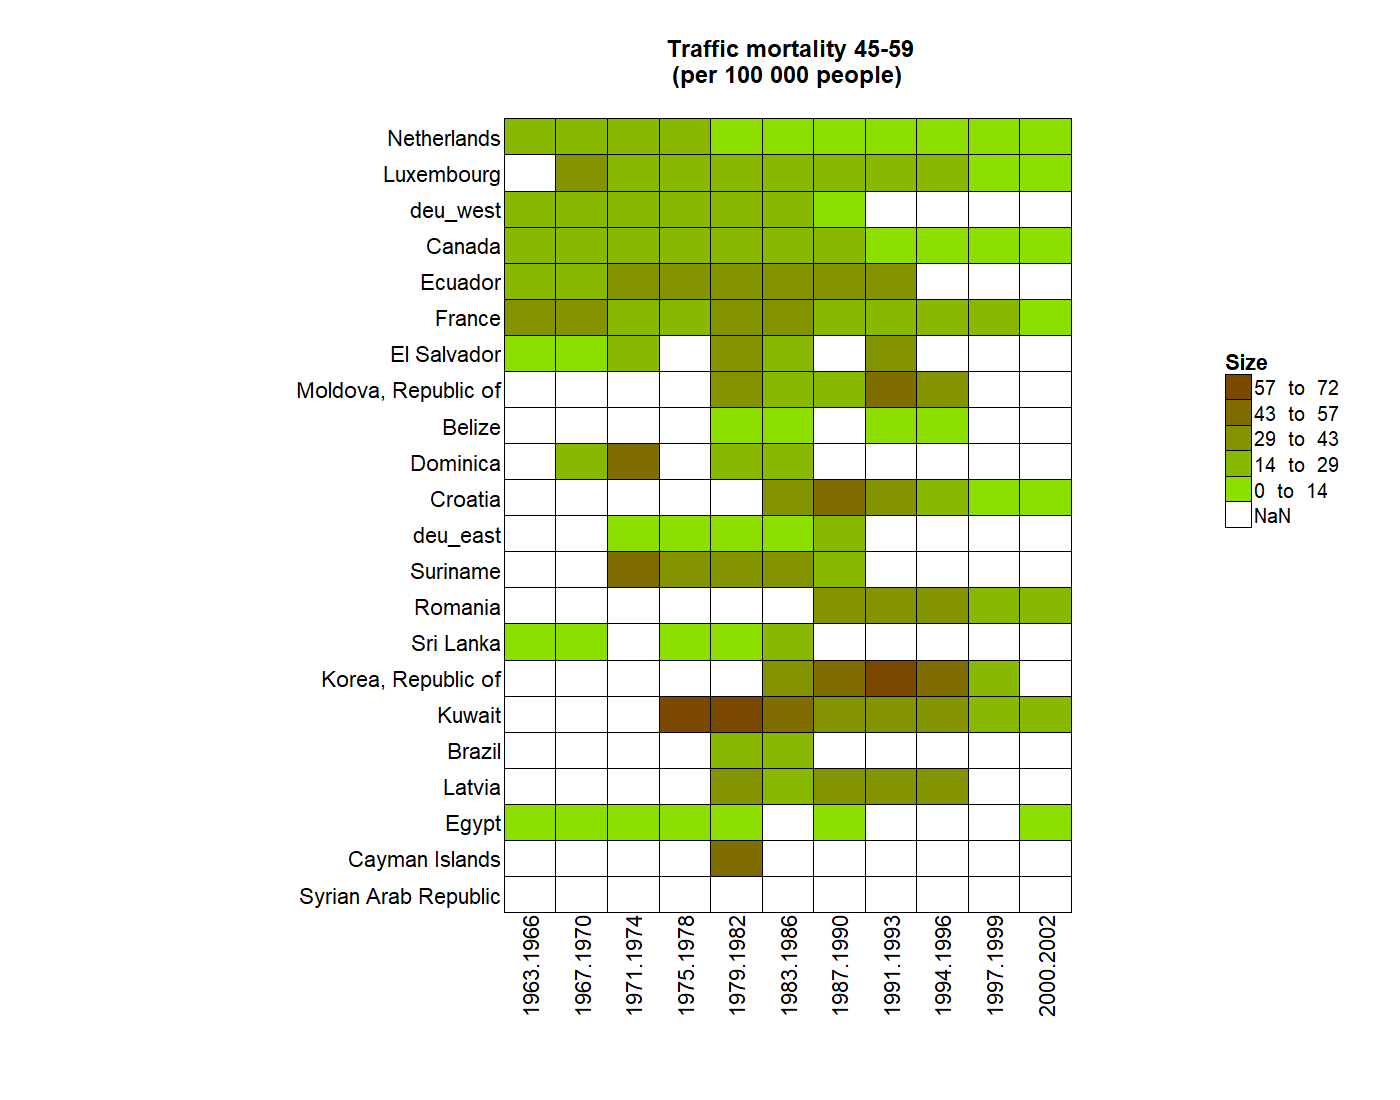 Traffic mortality 45-59
(per 100 000 people)
Netherlands
Luxembourg
deu_west
Canada
Ecuador
France
El Salvador
Moldova, Republic of
Belize
Dominica
Croatia
deu_east
Suriname
Romania
Sri Lanka
Korea, Republic of
Kuwait
Brazil
Latvia
Egypt
Cayman Islands
Syrian Arab Republic
1963.1966
1967.1970
1971.1974
1975.1978
1979.1982
1983.1986
1987.1990
1991.1993
1994.1996
1997.1999
2000.2002
Size
57 to 72
43 to 57
29 to 43
14 to 29
0 to 14
NaN